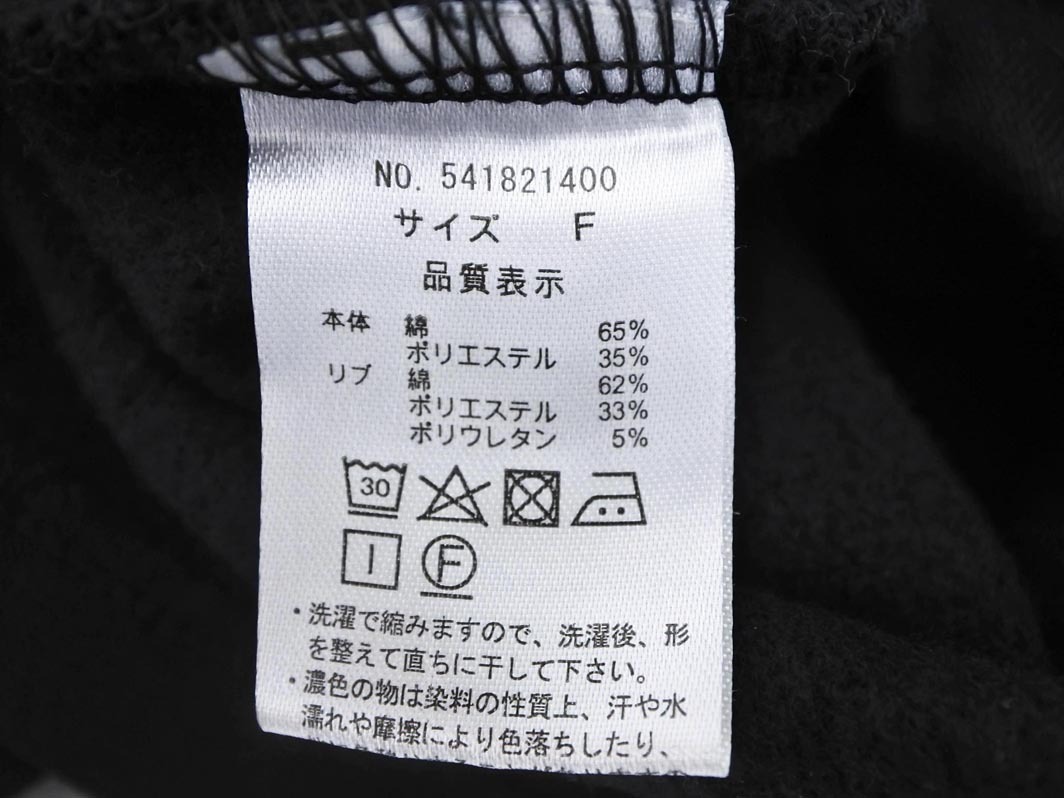 NO. 541821400
サイズ F
品質表示
本体 綿 65%
ポリエステル 35%
リブ 綿 62%
ポリエステル 33%
ポリウレタン 5%
30
F
・洗濯で縮みますので、洗濯後、形
を整えて直ちに干して下さい。
・濃色の物は染料の性質上、汗や水
濡れや摩擦により色落ちしたり、